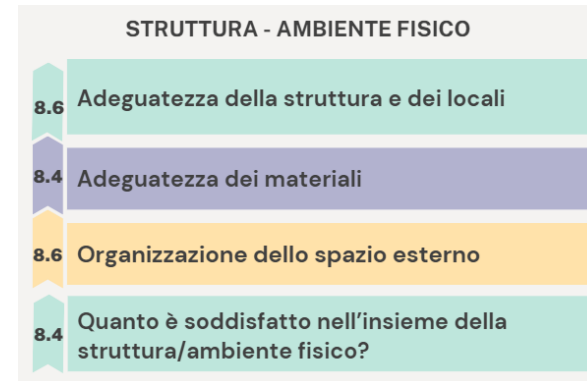 STRUTTURA - AMBIENTE FISICO
8.6 Adeguatezza della struttura e dei locali
8.4 Adeguatezza dei materiali
8.6 Organizzazione dello spazio esterno
8.4 Quanto è soddisfatto nell’insieme della
struttura/ambiente fisico?